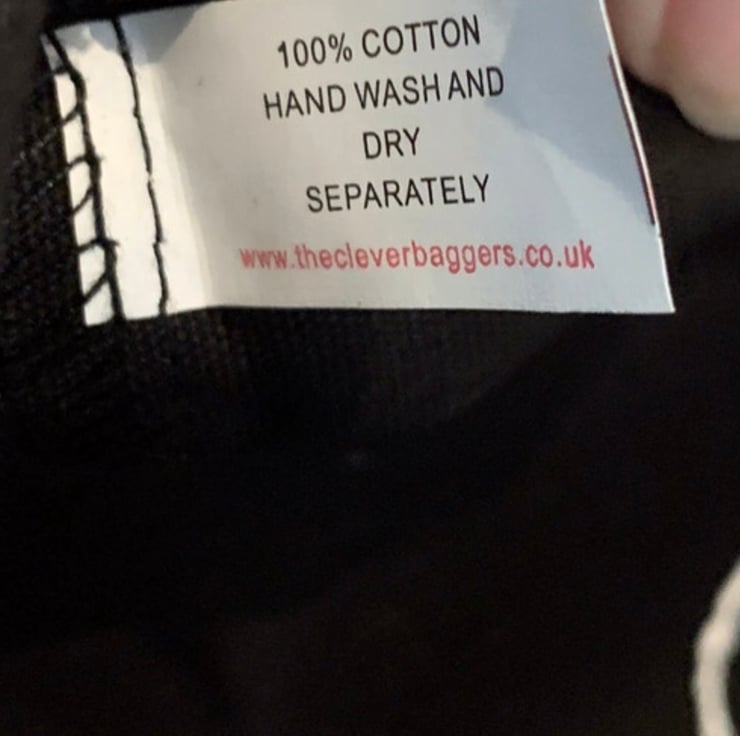 100% COTTON
HAND WASH AND
DRY
SEPARATELY
www.thecleverbaggers.co.uk